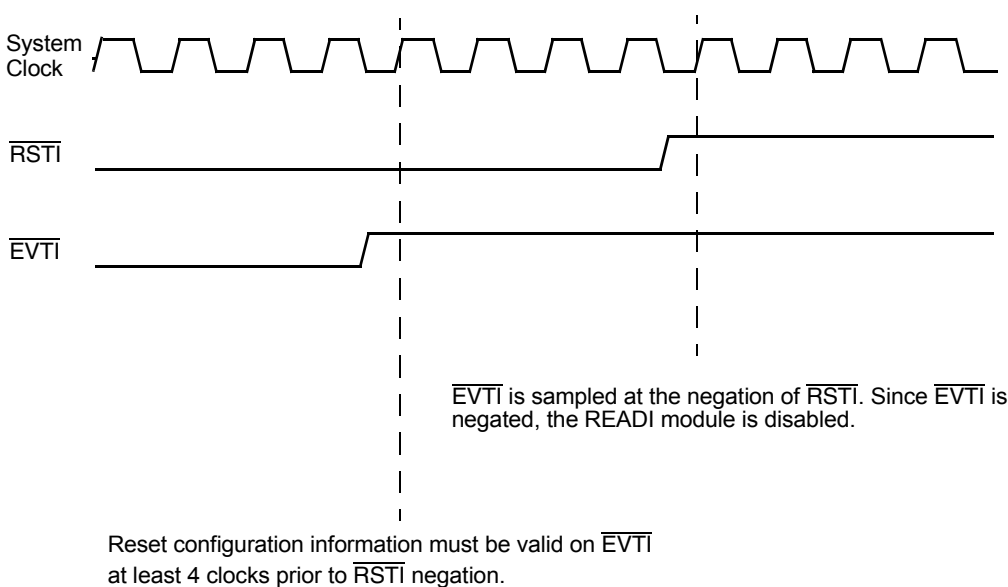 System
Clock
RSTI
EVTI
EVTI is sampled at the negation of RSTI. Since EVTI is
negated, the READI module is disabled.
Reset configuration information must be valid on EVTI
at least 4 clocks prior to RSTI negation.